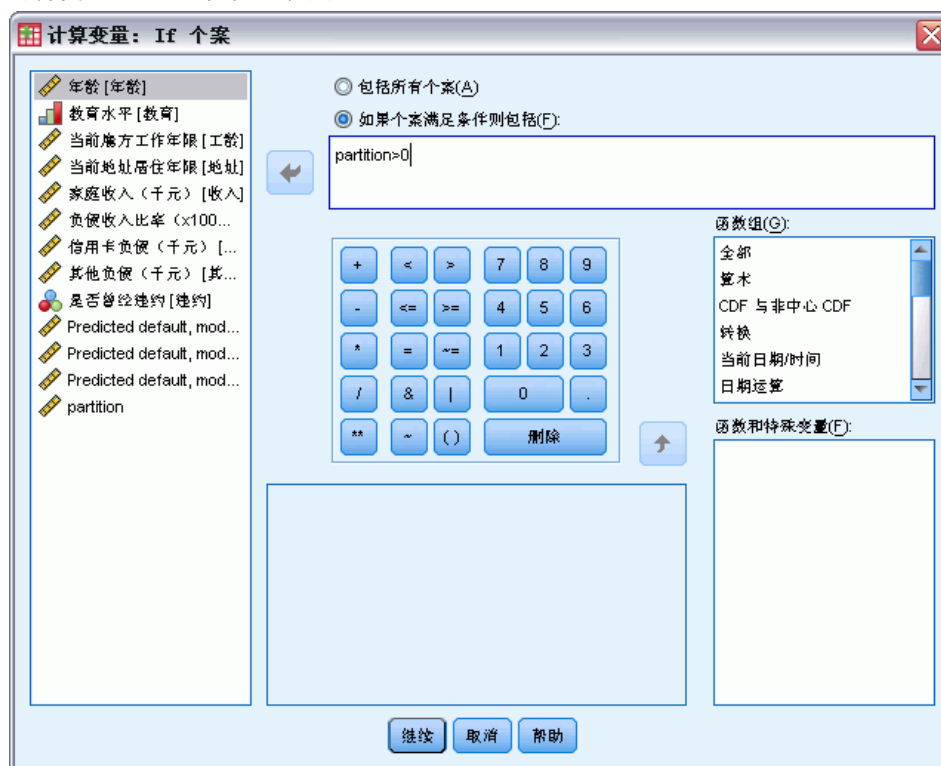 计算变量: If 个案
年龄 [年龄]
教育水平 [教育]
当前雇方工作年限 [工龄]
当前地址居住年限 [地址]
家庭收入（千元） [收入]
负债收入比率（x100...
信用卡负债（千元） [...
其他负债（千元） [其...
是否曾经违约 [违约]
Predicted default, mod...
Predicted default, mod...
Predicted default, mod...
partition
包括所有个案(A)
如果个案满足条件则包括(F):
partition>0
+ < > 7 8 9
- <= >= 4 5 6
* = ~= 1 2 3
/ & | 0 .
** ~ ( ) 删除
函数组(G):
全部
算术
CDF 与非中心 CDF
转换
当前日期/时间
日期运算
函数和特殊变量(F):
继续 取消 帮助